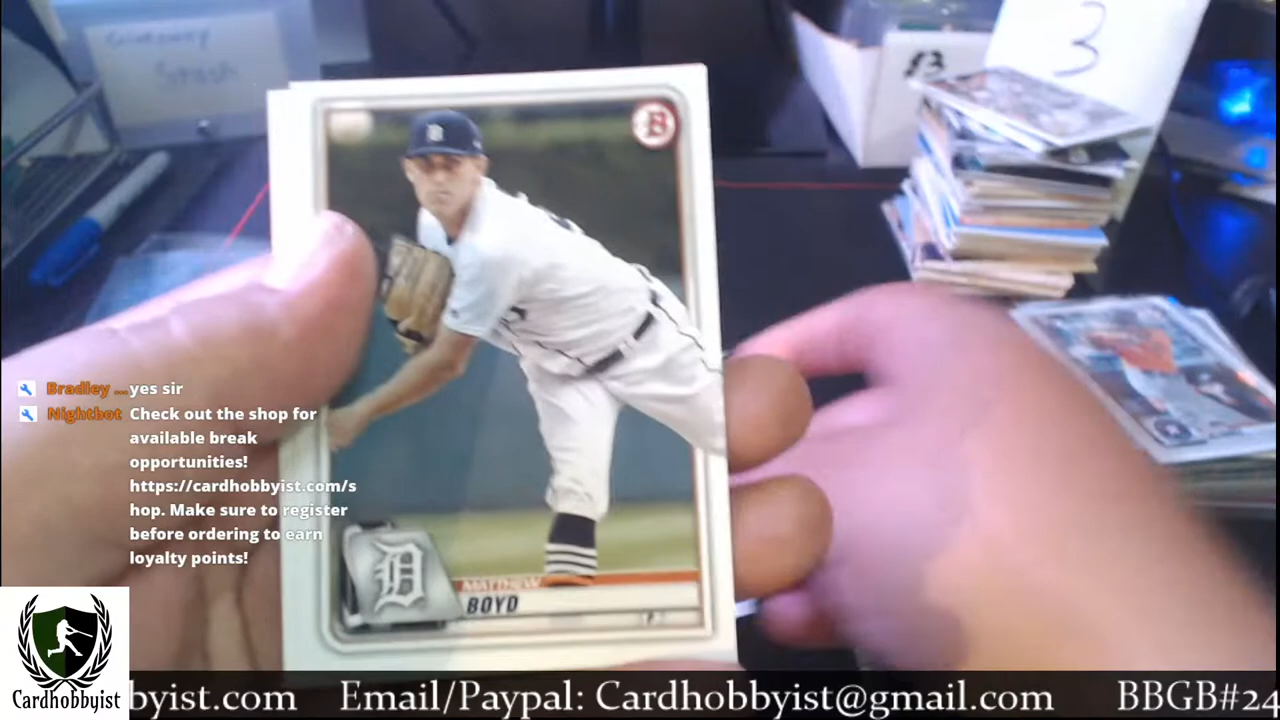 3
B
D
Bradley ... yes sir
Nightbot Check out the shop for
available break
opportunities!
https://cardhobbyist.com/s
hop. Make sure to register
before ordering to earn
loyalty points!
D
MATTHEW
BOYD
Cardhobbyist
byist.com Email/Paypal: Cardhobbyist@gmail.com BBGB#24